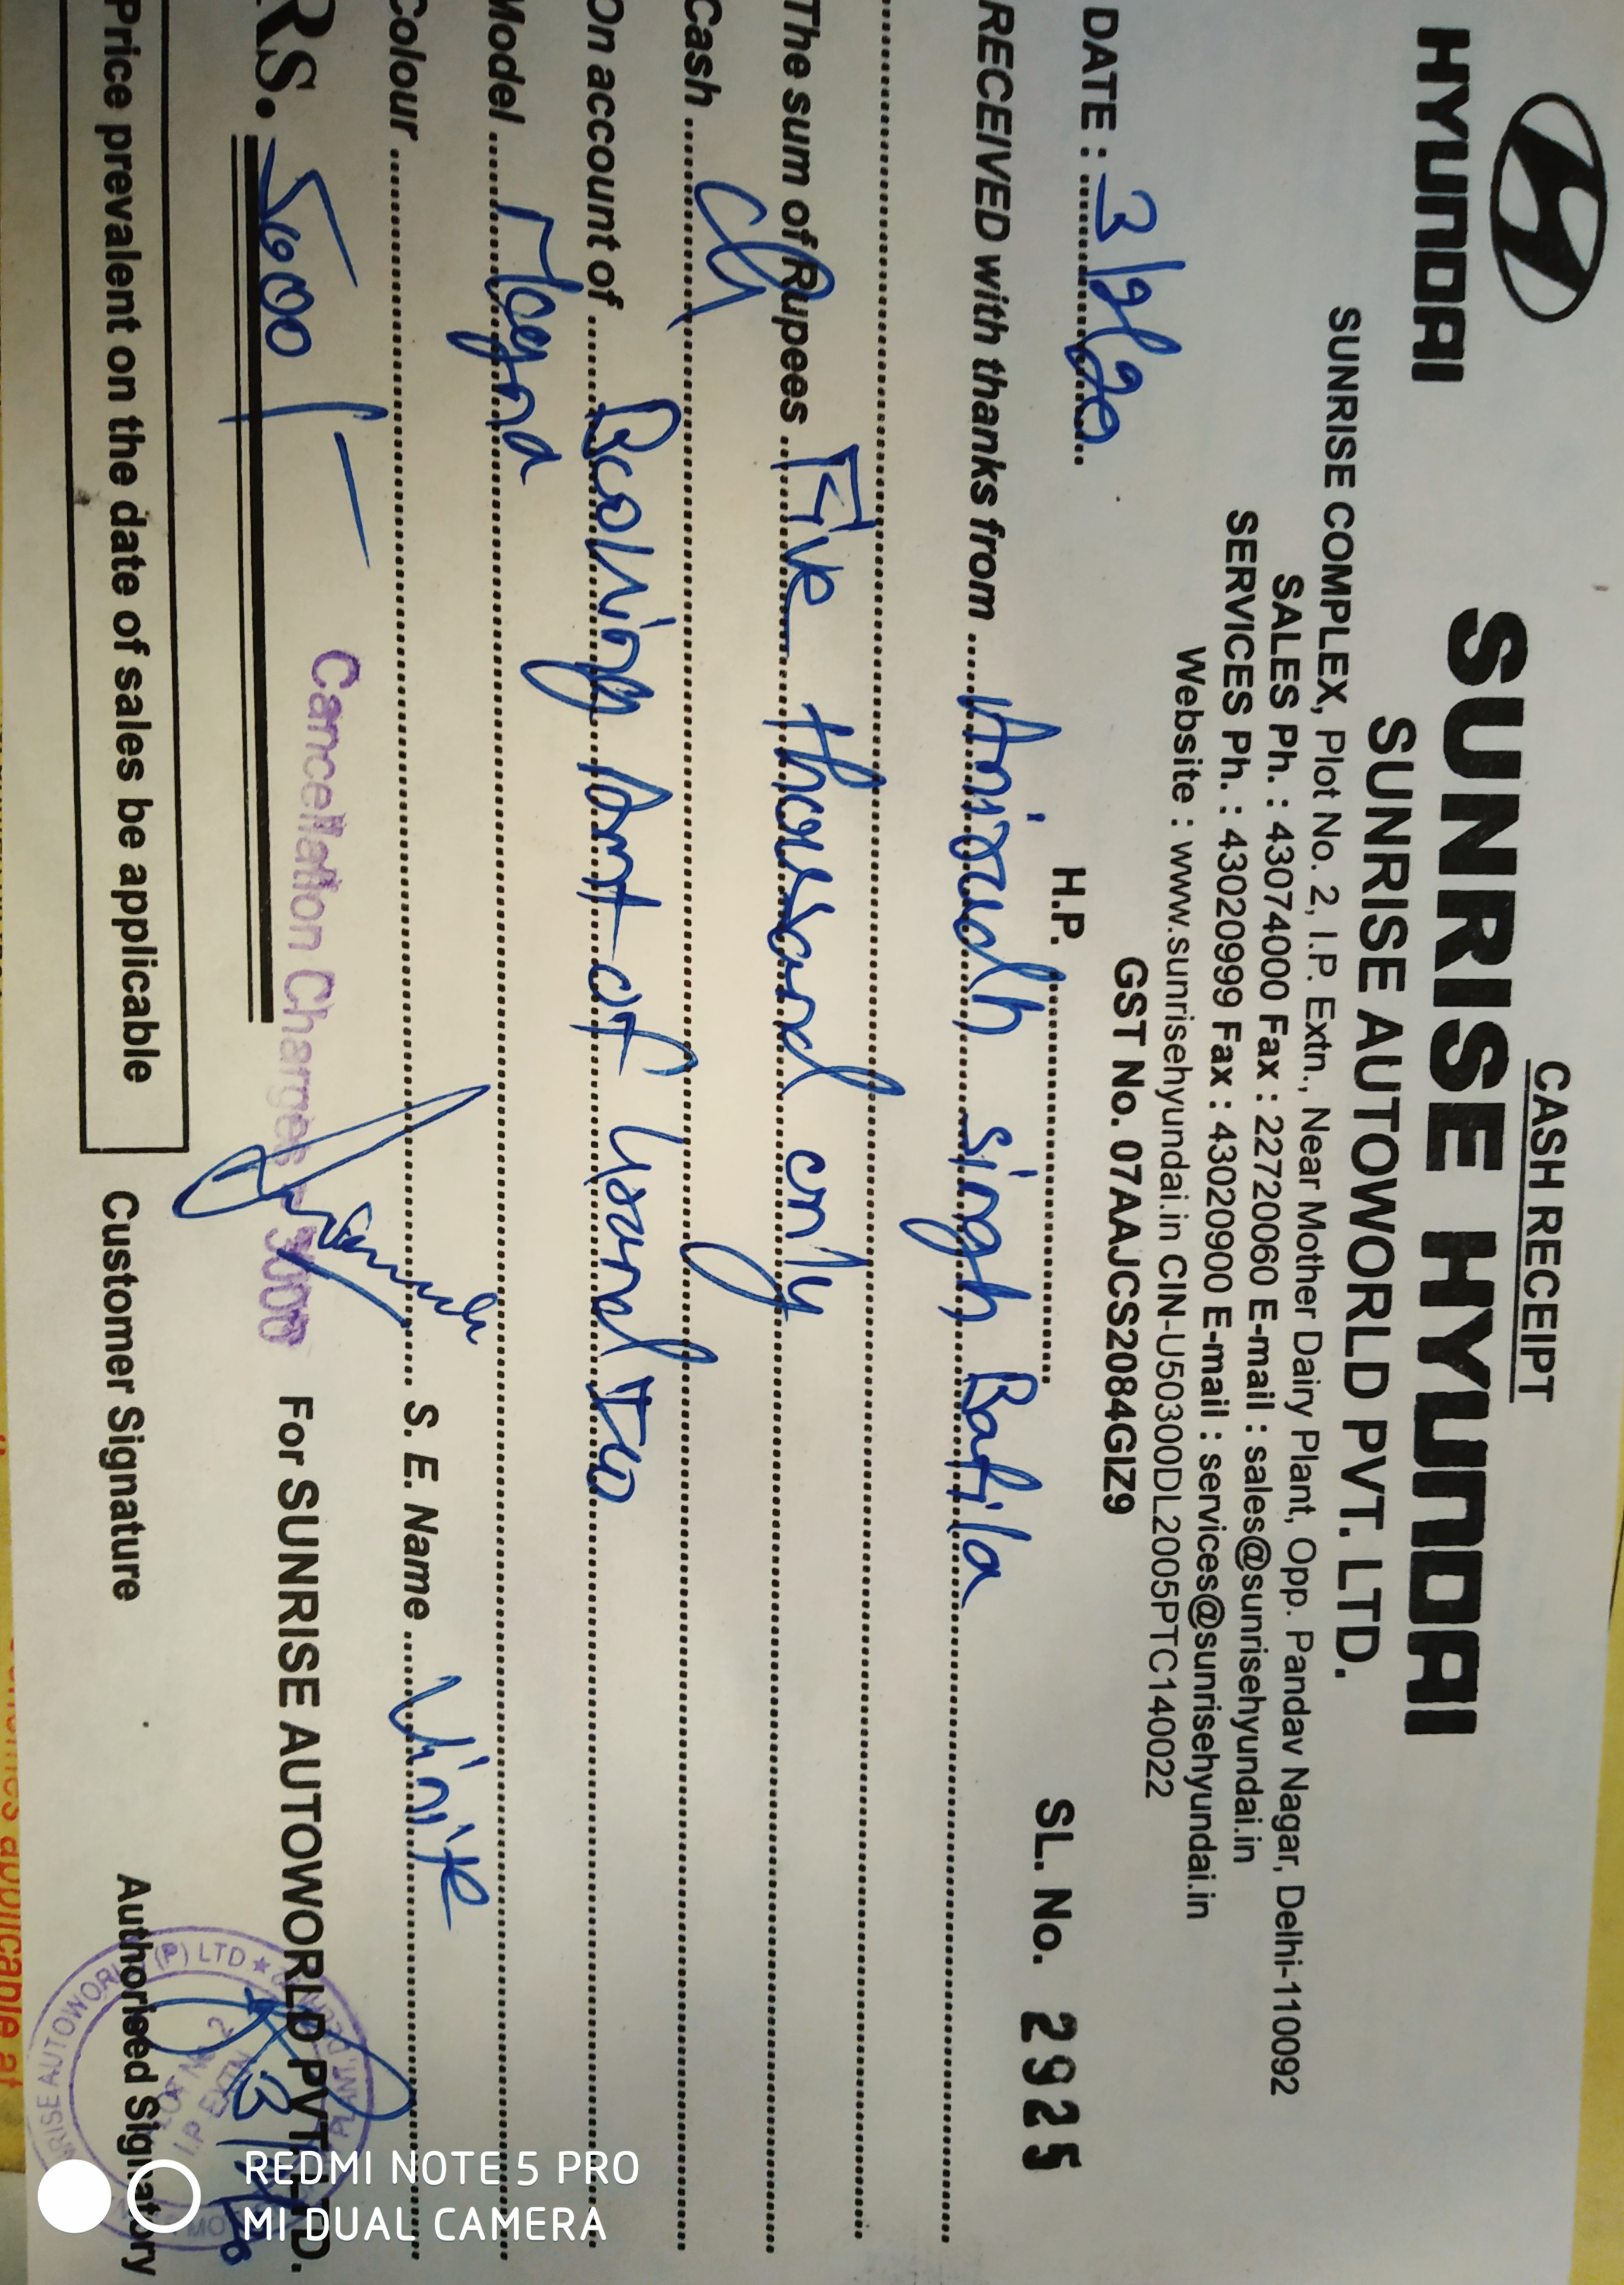 CASH RECEIPT
HYUNDAI
SUNRISE HYUNDAI
SUNRISE AUTOWORLD PVT. LTD.
SUNRISE COMPLEX, Plot No. 2, I.P. Extn., Near Mother Dairy Plant, Opp. Pandav Nagar, Delhi-110092
SALES Ph. : 43074000 Fax : 22720060 E-mail : sales@sunrisehyundai.in
SERVICES Ph. : 43020999 Fax : 43020900 E-mail : services@sunrisehyundai.in
Website : www.sunrisehyundai.in CIN-U50300DL2005PTC140022
GST No. 07AAJCS2084GIZ9
DATE : 3/2/20 H.P. SL. No. 2925
RECEIVED with thanks from Anirudh singh Batila
The sum of Rupees Five thousand only
Cash
On account of Booking Amt of Grand I10
Model Magna
Colour S. E. Name Vinite
RS. 5000/- Cancellation Charges 5000 For SUNRISE AUTOWORLD PVT. LTD.
Price prevalent on the date of sales be applicable Customer Signature Authorised Signatory
REDMI NOTE 5 PRO
MI DUAL CAMERA